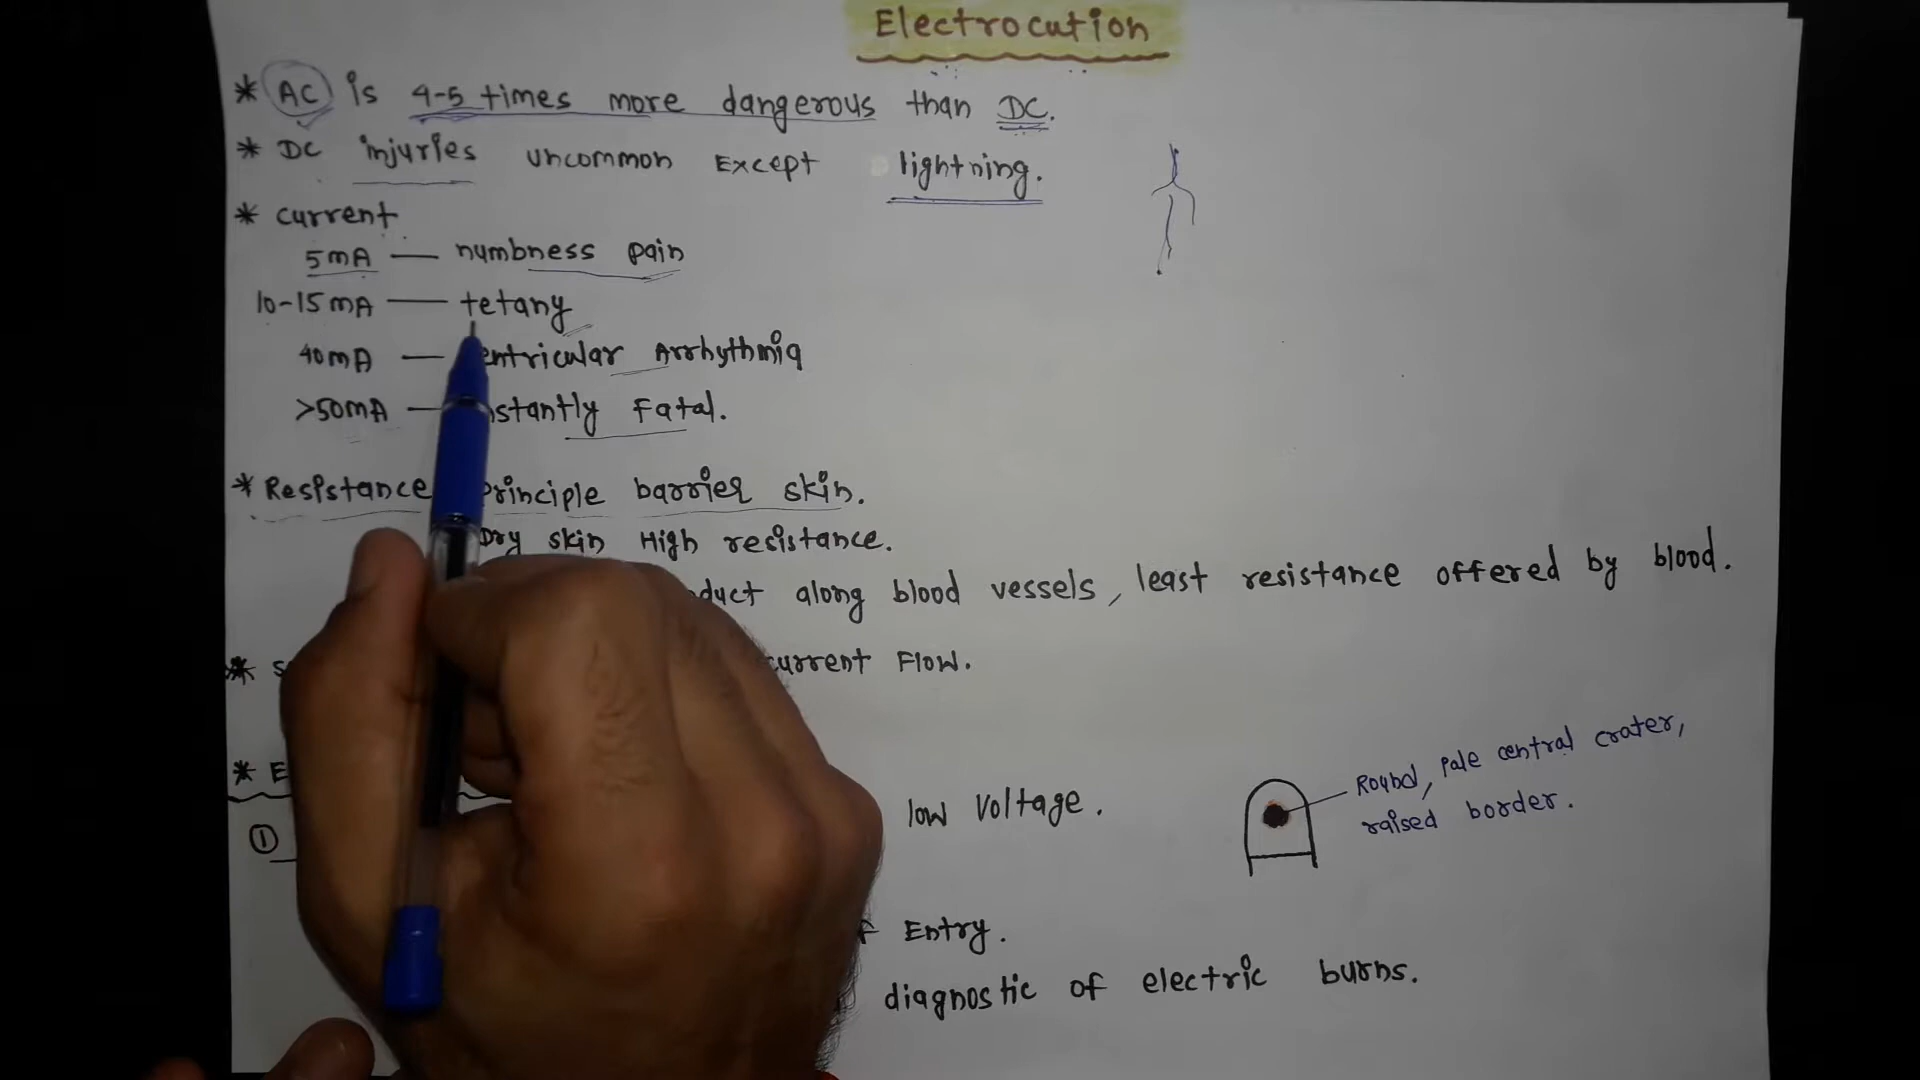 Electrocution
* AC is 4-5 times more dangerous than DC.
* DC injuries uncommon Except lightning.
* current
5mA — numbness pain
10-15mA — tetany
40mA — entricular Arrhythmia
>50mA — stantly Fatal.
* Resistance principle barrier skin.
Dry skin High resistance.
duct along blood vessels, least resistance offered by blood.
* S current Flow.
* E
① low voltage.
Round, pale central crater,
raised border.
Entry.
diagnostic of electric burns.